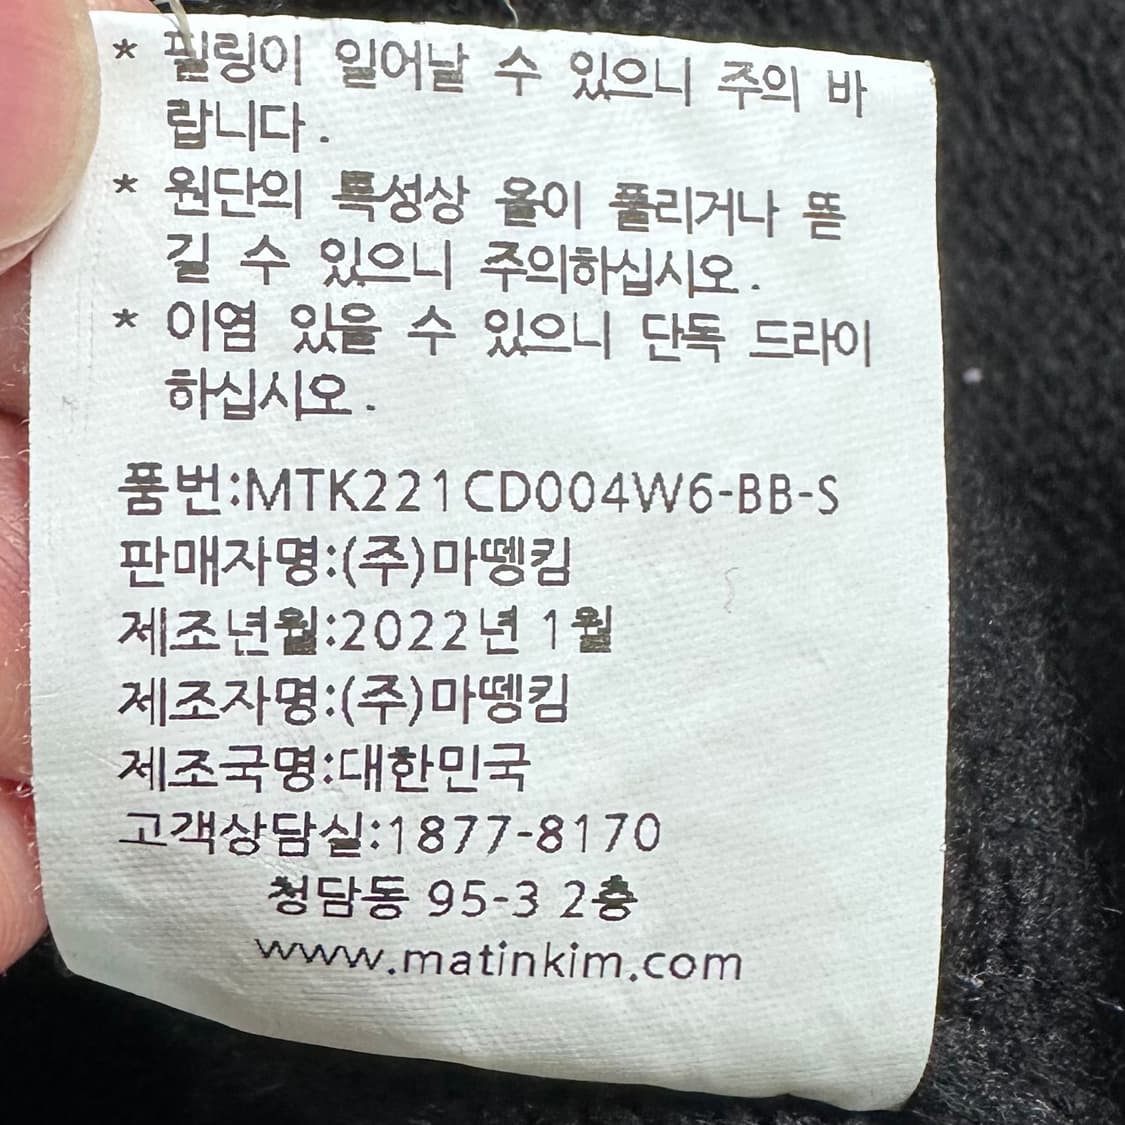 * 필링이 일어날 수 있으니 주의 바
랍니다.
* 원단의 특성상 올이 풀리거나 뜯
길 수 있으니 주의하십시오.
* 이염 있을 수 있으니 단독 드라이
하십시오.
품번:MTK221CD004W6-BB-S
판매자명:(주)마뗑킴
제조년월:2022년 1월
제조자명:(주)마뗑킴
제조국명:대한민국
고객상담실:1877-8170
청담동 95-3 2층
www.matinkim.com